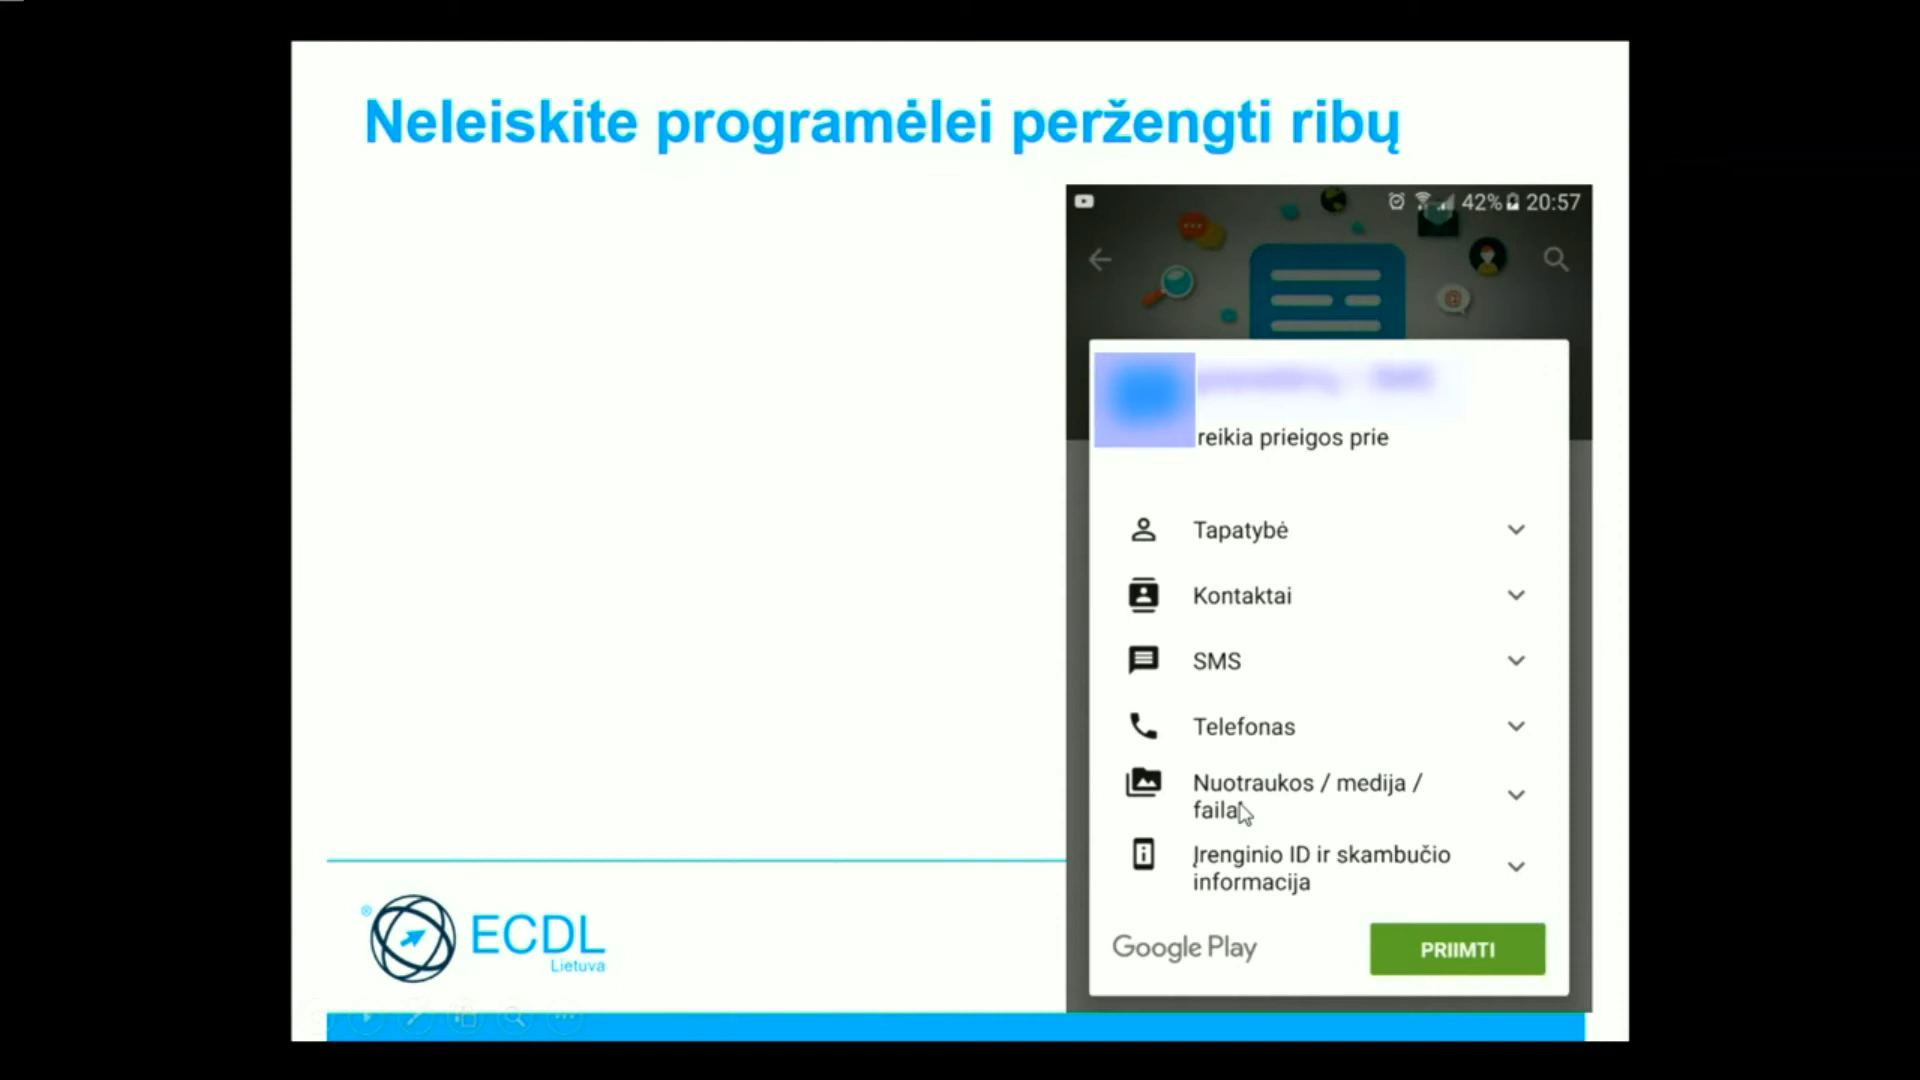 Neleiskite programėlei peržengti ribų
42% 20:57
reikia prieigos prie
Tapatybė
Kontaktai
SMS
Telefonas
Nuotraukos / medija /
failai
Įrenginio ID ir skambučio
informacija
Google Play
PRIIMTI
® ECDL
Lietuva